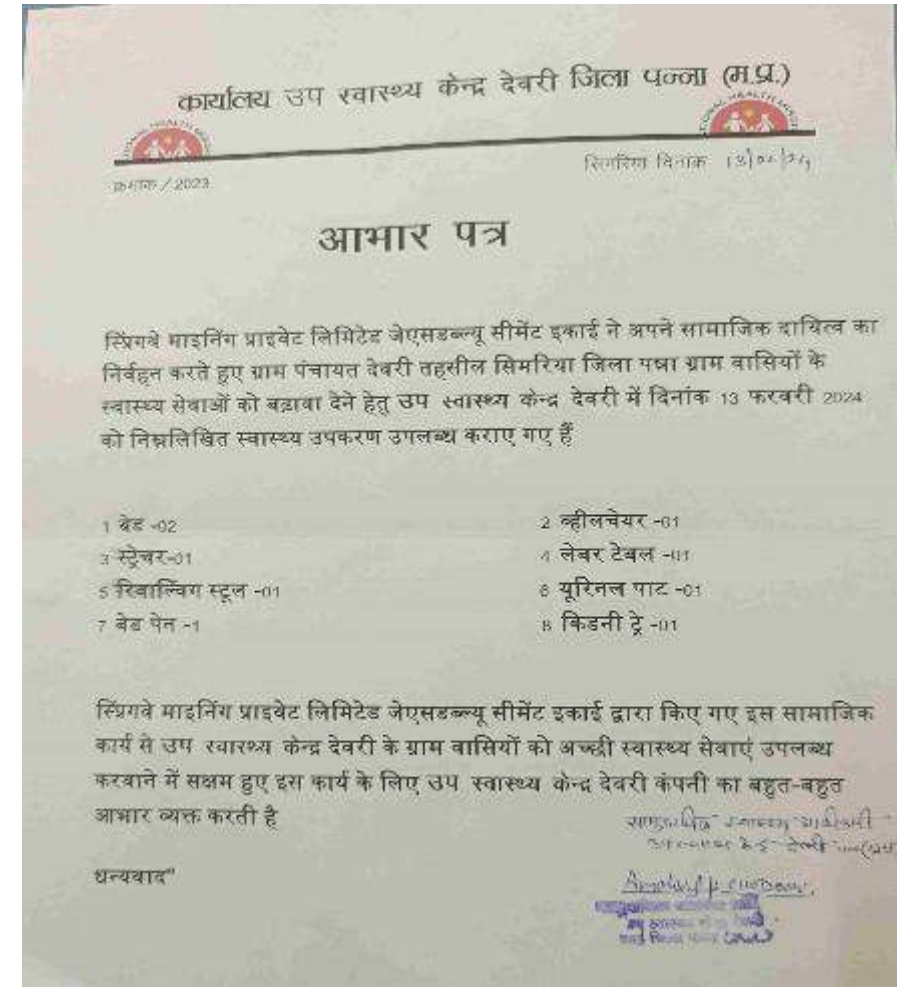 कार्यालय उप स्वास्थ्य केन्द्र देवरी जिला पन्ना (म.प्र.)
क्रमांक / 2023
सिमरिया दिनांक 13/02/24
आभार पत्र
स्प्रिंगवे माइनिंग प्राइवेट लिमिटेड जेएसडब्ल्यू सीमेंट इकाई ने अपने सामाजिक दायित्व का
निर्वहन करते हुए ग्राम पंचायत देवरी तहसील सिमरिया जिला पन्ना ग्राम वासियों के
स्वास्थ्य सेवाओं को बढ़ावा देने हेतु उप स्वास्थ्य केन्द्र देवरी में दिनांक 13 फरवरी 2024
को निम्नलिखित स्वास्थ्य उपकरण उपलब्ध कराए गए हैं
1 बेड -02
2 व्हीलचेयर -01
3 स्ट्रेचर-01
4 लेबर टेबल -01
5 रिवाल्विंग स्टूल -01
6 यूरिनल पाट -01
7 बेड पेन -1
8 किडनी ट्रे -01
स्प्रिंगवे माइनिंग प्राइवेट लिमिटेड जेएसडब्ल्यू सीमेंट इकाई द्वारा किए गए इस सामाजिक
कार्य से उप स्वास्थ्य केन्द्र देवरी के ग्राम वासियों को अच्छी स्वास्थ्य सेवाएं उपलब्ध
करवाने में सक्षम हुए इस कार्य के लिए उप स्वास्थ्य केन्द्र देवरी कंपनी का बहुत-बहुत
आभार व्यक्त करती है
धन्यवाद"